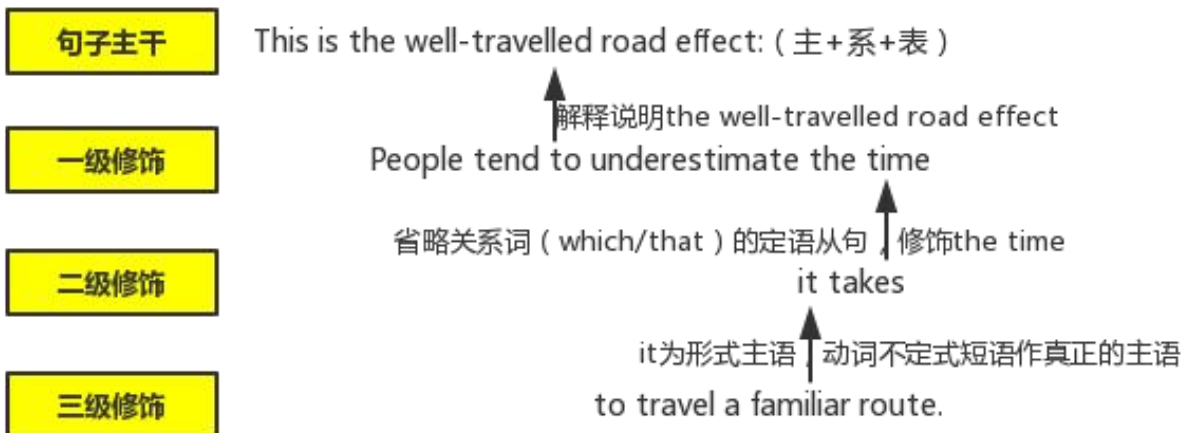 句子主干 This is the well-travelled road effect:（主+系+表）
解释说明the well-travelled road effect
一级修饰 People tend to underestimate the time
省略关系词（which/that）的定语从句，修饰the time
二级修饰 it takes
it为形式主语，动词不定式短语作真正的主语
三级修饰 to travel a familiar route.